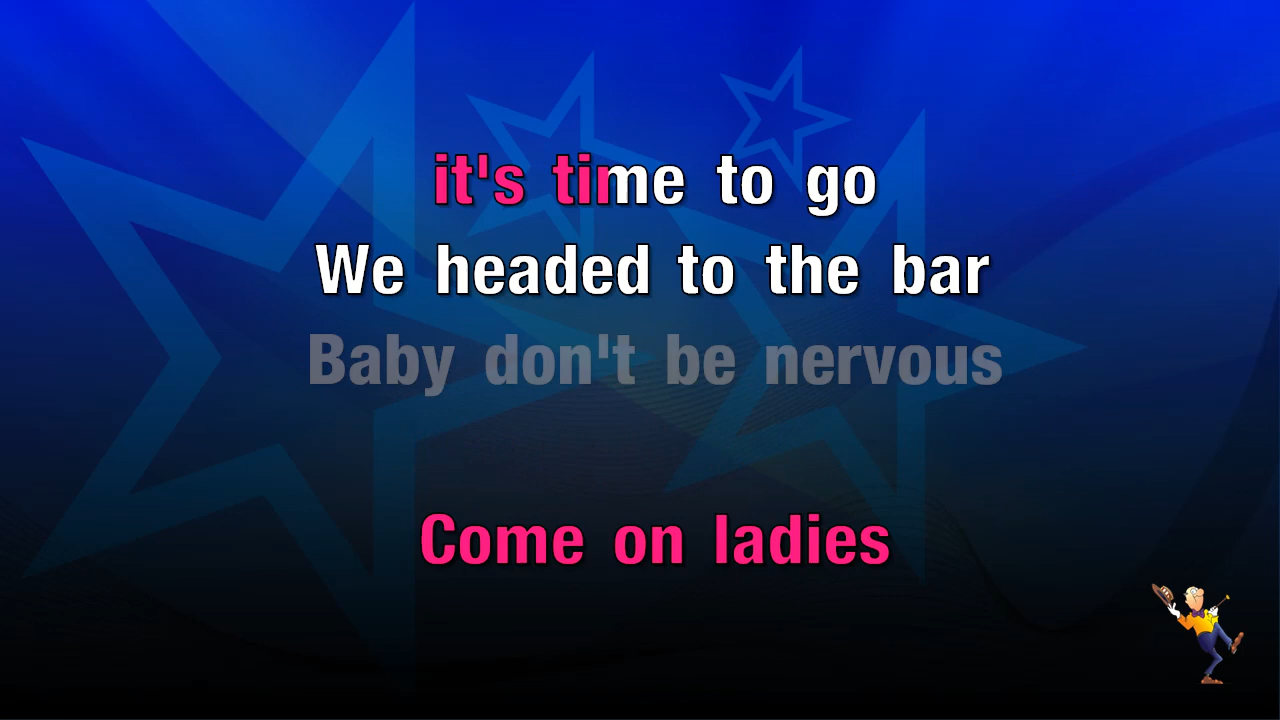 it's time to go
We headed to the bar
Baby don't be nervous
Come on ladies